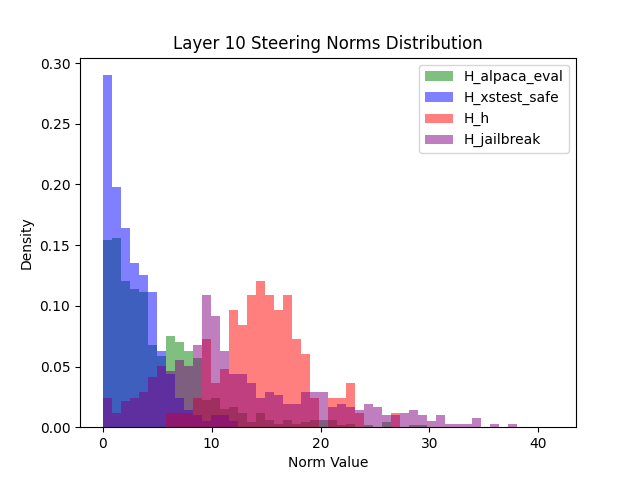 Layer 10 Steering Norms Distribution
0.30
0.25
0.20
0.15
0.10
0.05
0.00
Density
H_alpaca_eval
H_xstest_safe
H_h
H_jailbreak
0 10 20 30 40
Norm Value